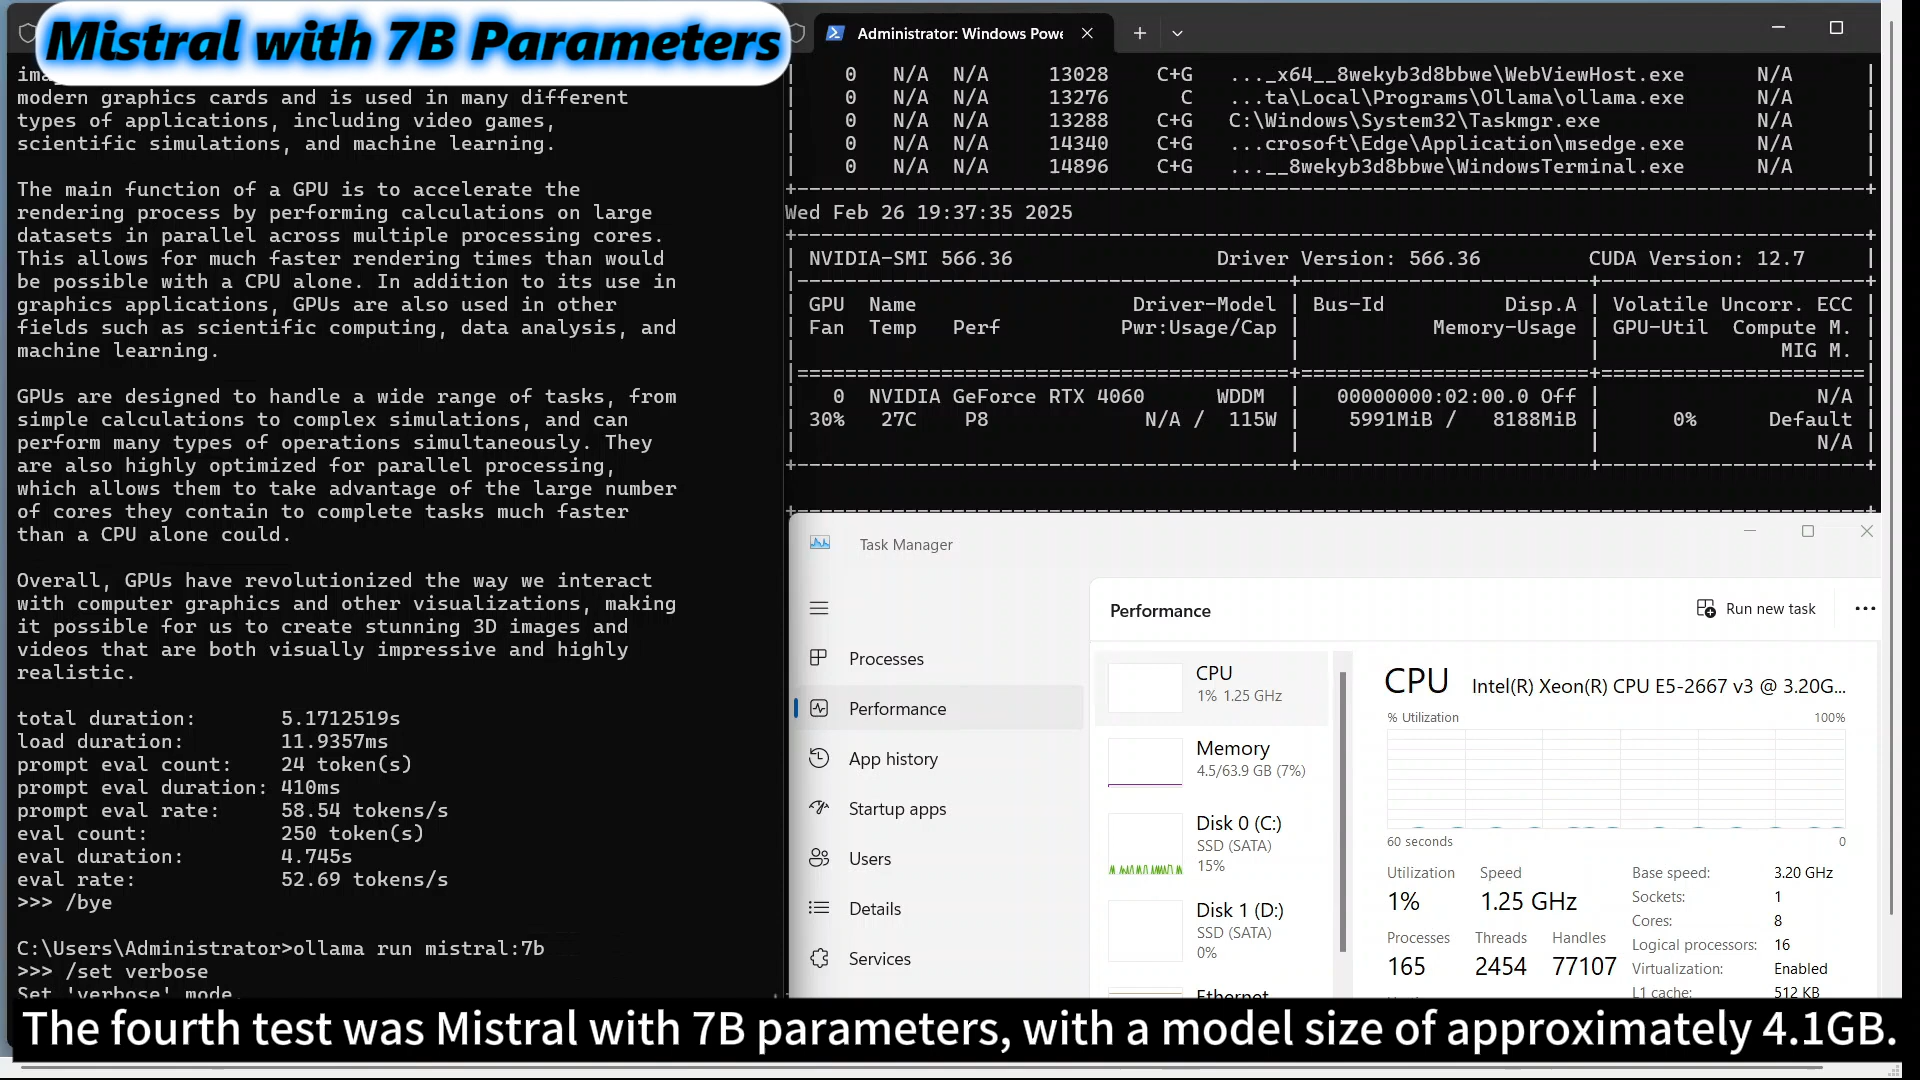 Mistral with 7B Parameters
modern graphics cards and is used in many different
types of applications, including video games,
scientific simulations, and machine learning.
The main function of a GPU is to accelerate the
rendering process by performing calculations on large
datasets in parallel across multiple processing cores.
This allows for much faster rendering times than would
be possible with a CPU alone. In addition to its use in
graphics applications, GPUs are also used in other
fields such as scientific computing, data analysis, and
machine learning.
GPUs are designed to handle a wide range of tasks, from
simple calculations to complex simulations, and can
perform many types of operations simultaneously. They
are also highly optimized for parallel processing,
which allows them to take advantage of the large number
of cores they contain to complete tasks much faster
than a CPU alone could.
Overall, GPUs have revolutionized the way we interact
with computer graphics and other visualizations, making
it possible for us to create stunning 3D images and
videos that are both visually impressive and highly
realistic.
total duration: 5.1712519s
load duration: 11.9357ms
prompt eval count: 24 token(s)
prompt eval duration: 410ms
prompt eval rate: 58.54 tokens/s
eval count: 250 token(s)
eval duration: 4.745s
eval rate: 52.69 tokens/s
>>> /bye
C:\Users\Administrator>ollama run mistral:7b
>>> /set verbose
Set 'verbose' mode.
Administrator: Windows Powe
0 N/A N/A 13028 C+G ..._x64__8wekyb3d8bbwe\WebViewHost.exe N/A
0 N/A N/A 13276 C ...ta\Local\Programs\Ollama\ollama.exe N/A
0 N/A N/A 13288 C+G C:\Windows\System32\Taskmgr.exe N/A
0 N/A N/A 14340 C+G ...crosoft\Edge\Application\msedge.exe N/A
0 N/A N/A 14896 C+G ...__8wekyb3d8bbwe\WindowsTerminal.exe N/A
Wed Feb 26 19:37:35 2025
NVIDIA-SMI 566.36 Driver Version: 566.36 CUDA Version: 12.7
GPU Name Driver-Model | Bus-Id Disp.A | Volatile Uncorr. ECC
Fan Temp Perf Pwr:Usage/Cap | Memory-Usage | GPU-Util Compute M.
MIG M.
0 NVIDIA GeForce RTX 4060 WDDM | 00000000:02:00.0 Off | N/A
30% 27C P8 N/A / 115W | 5991MiB / 8188MiB | 0% Default
N/A
Task Manager
Processes
Performance
App history
Startup apps
Users
Details
Services
Performance
Run new task
CPU
1% 1.25 GHz
Memory
4.5/63.9 GB (7%)
Disk 0 (C:)
SSD (SATA)
15%
Disk 1 (D:)
SSD (SATA)
0%
Ethernet
CPU Intel(R) Xeon(R) CPU E5-2667 v3 @ 3.20G...
% Utilization 100%
60 seconds 0
Utilization Speed
1% 1.25 GHz
Processes Threads Handles
165 2454 77107
Base speed: 3.20 GHz
Sockets: 1
Cores: 8
Logical processors: 16
Virtualization: Enabled
L1 cache: 512 KB
The fourth test was Mistral with 7B parameters, with a model size of approximately 4.1GB.